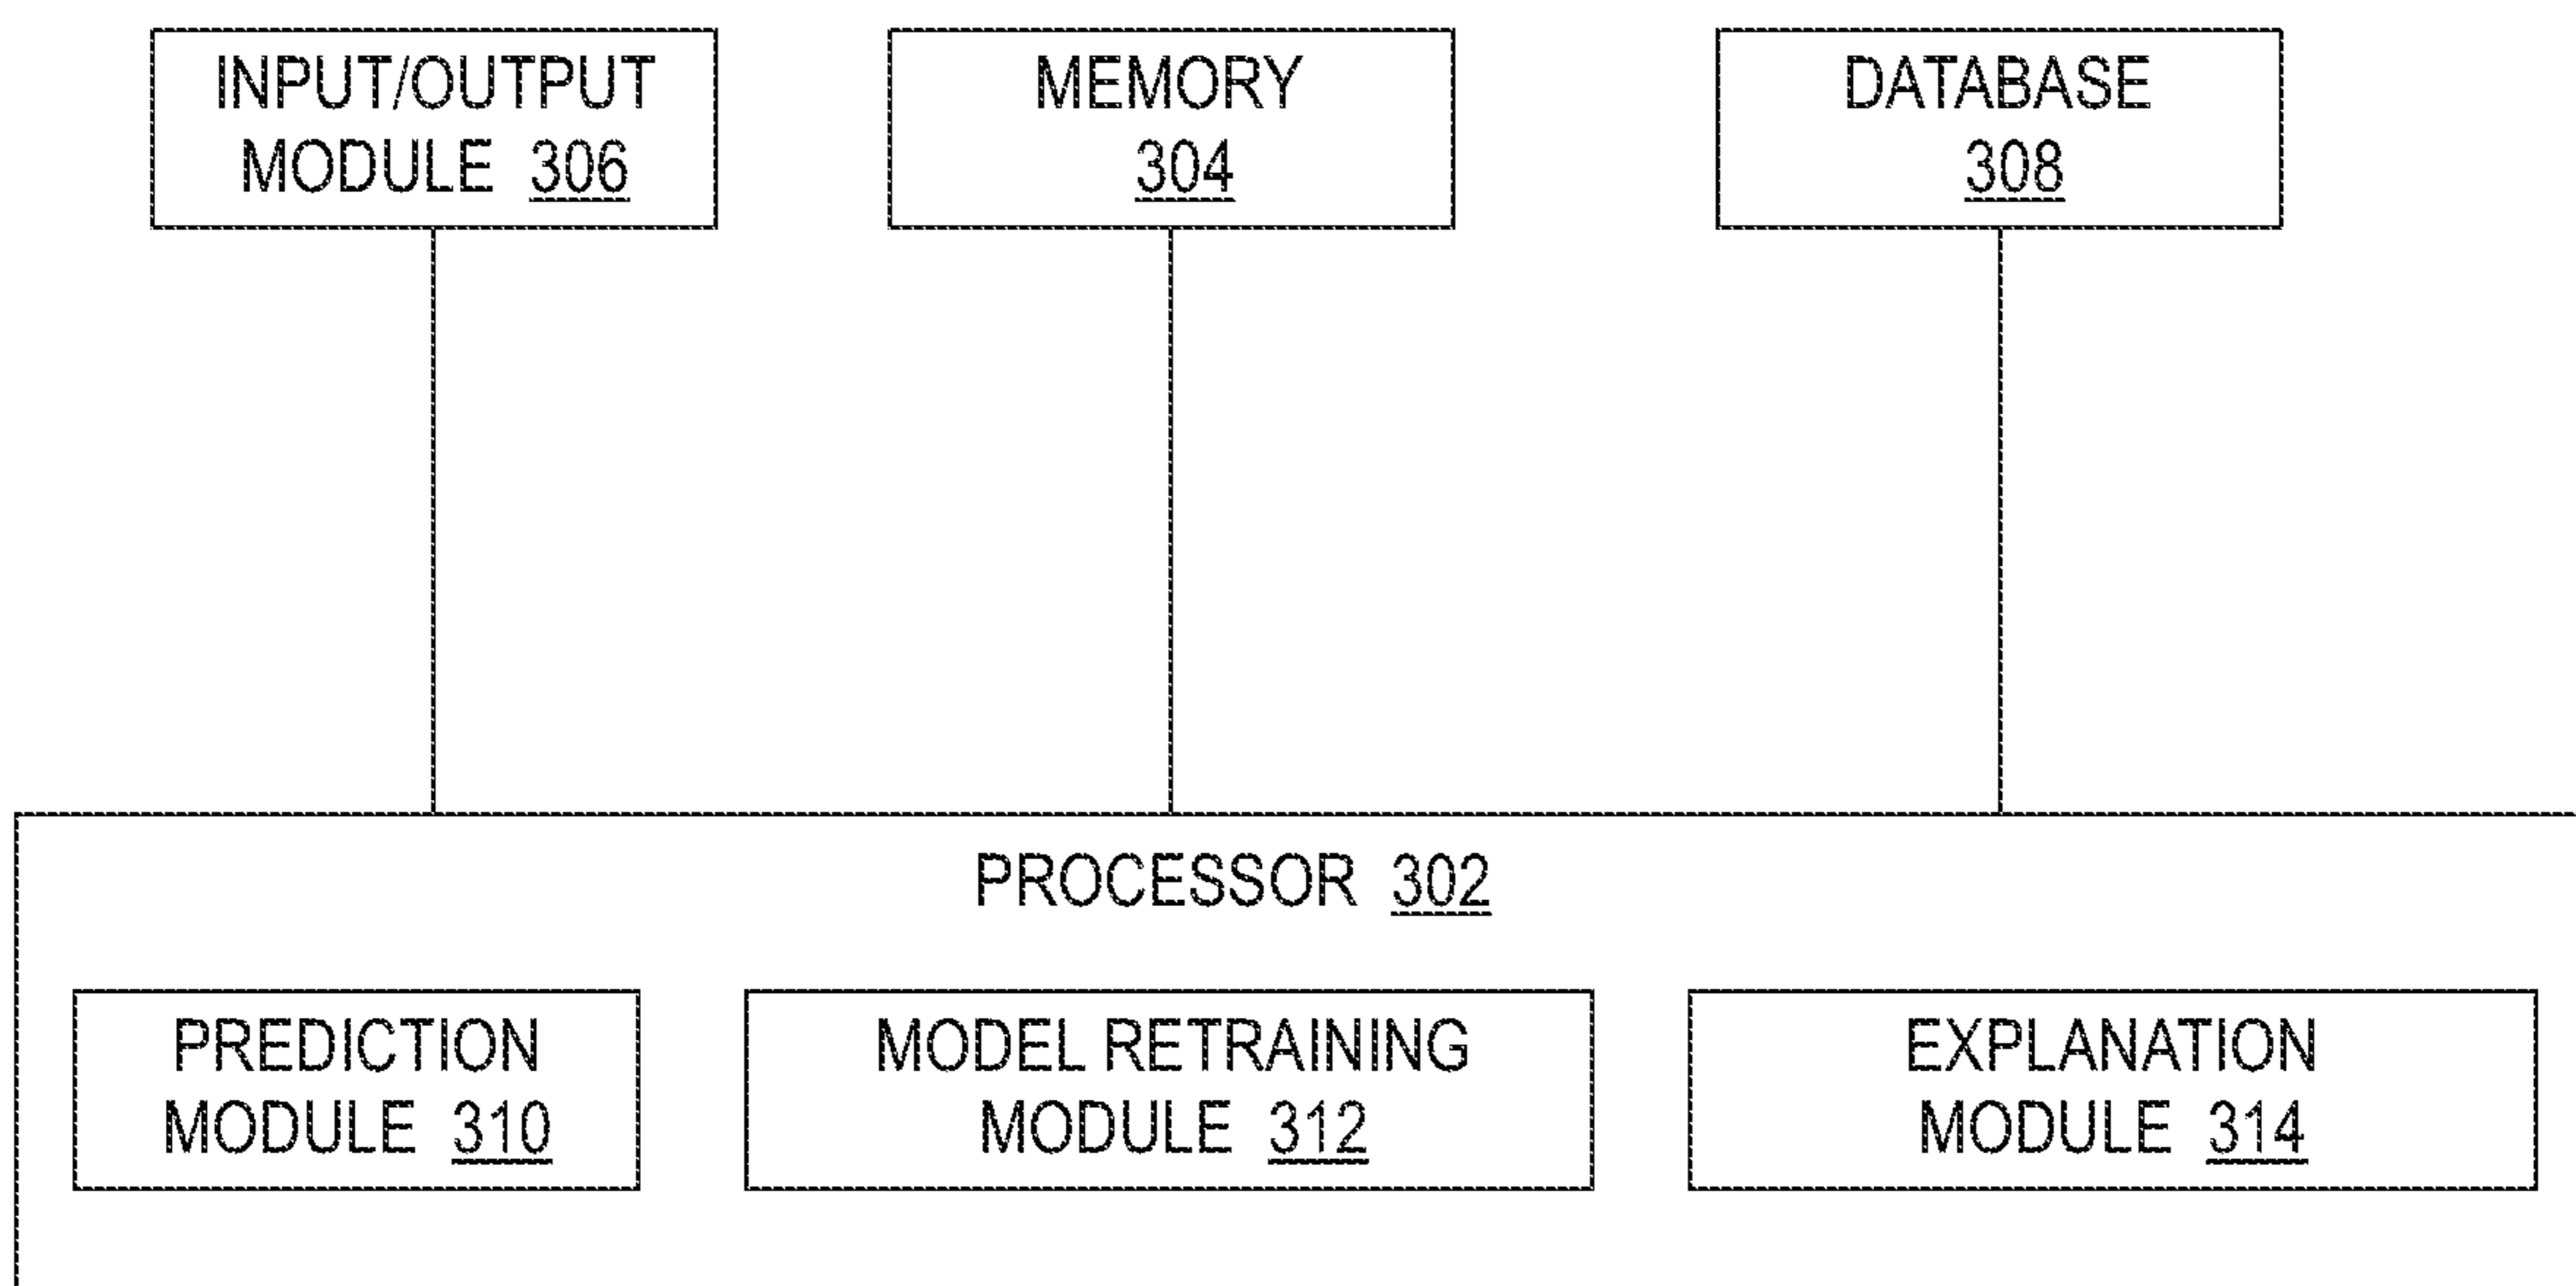 INPUT/OUTPUT
MODULE 306
MEMORY
304
DATABASE
308
PROCESSOR 302
PREDICTION
MODULE 310
MODEL RETRAINING
MODULE 312
EXPLANATION
MODULE 314